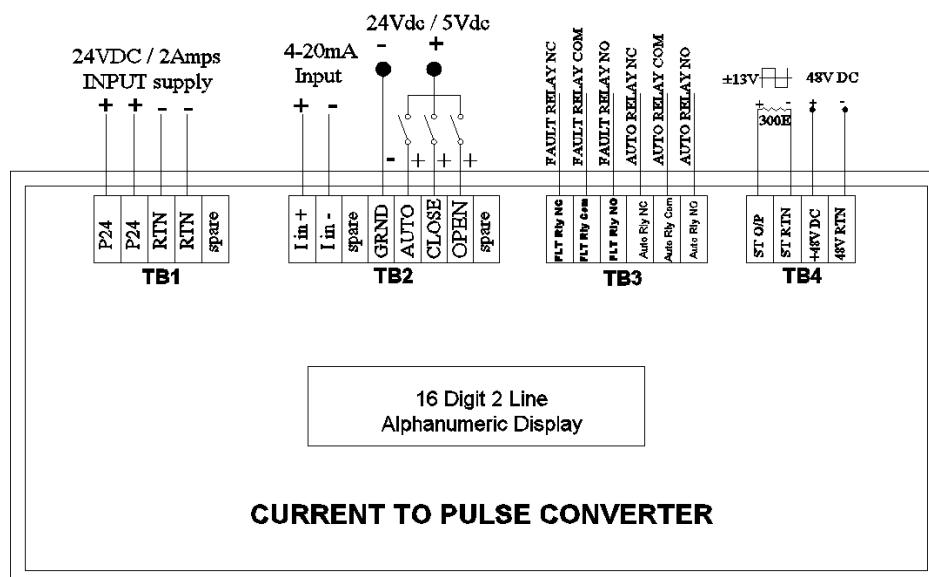 24VDC / 2Amps
INPUT supply
+ + - -
4-20mA
Input
+ -
24Vdc / 5Vdc
- +
- + + +
FAULT RELAY NC
FAULT RELAY COM
FAULT RELAY NO
AUTO RELAY NC
AUTO RELAY COM
AUTO RELAY NO
±13V
48V DC
+ - + -
300E
P24
P24
RTN
RTN
spare
TB1
I in +
I in -
spare
GRND
AUTO
CLOSE
OPEN
spare
TB2
FLT Rly NC
FLT Rly Com
FLT Rly NO
Auto Rly NC
Auto Rly Com
Auto Rly NO
TB3
ST O/P
ST RTN
+48V DC
48V RTN
TB4
16 Digit 2 Line
Alphanumeric Display
CURRENT TO PULSE CONVERTER